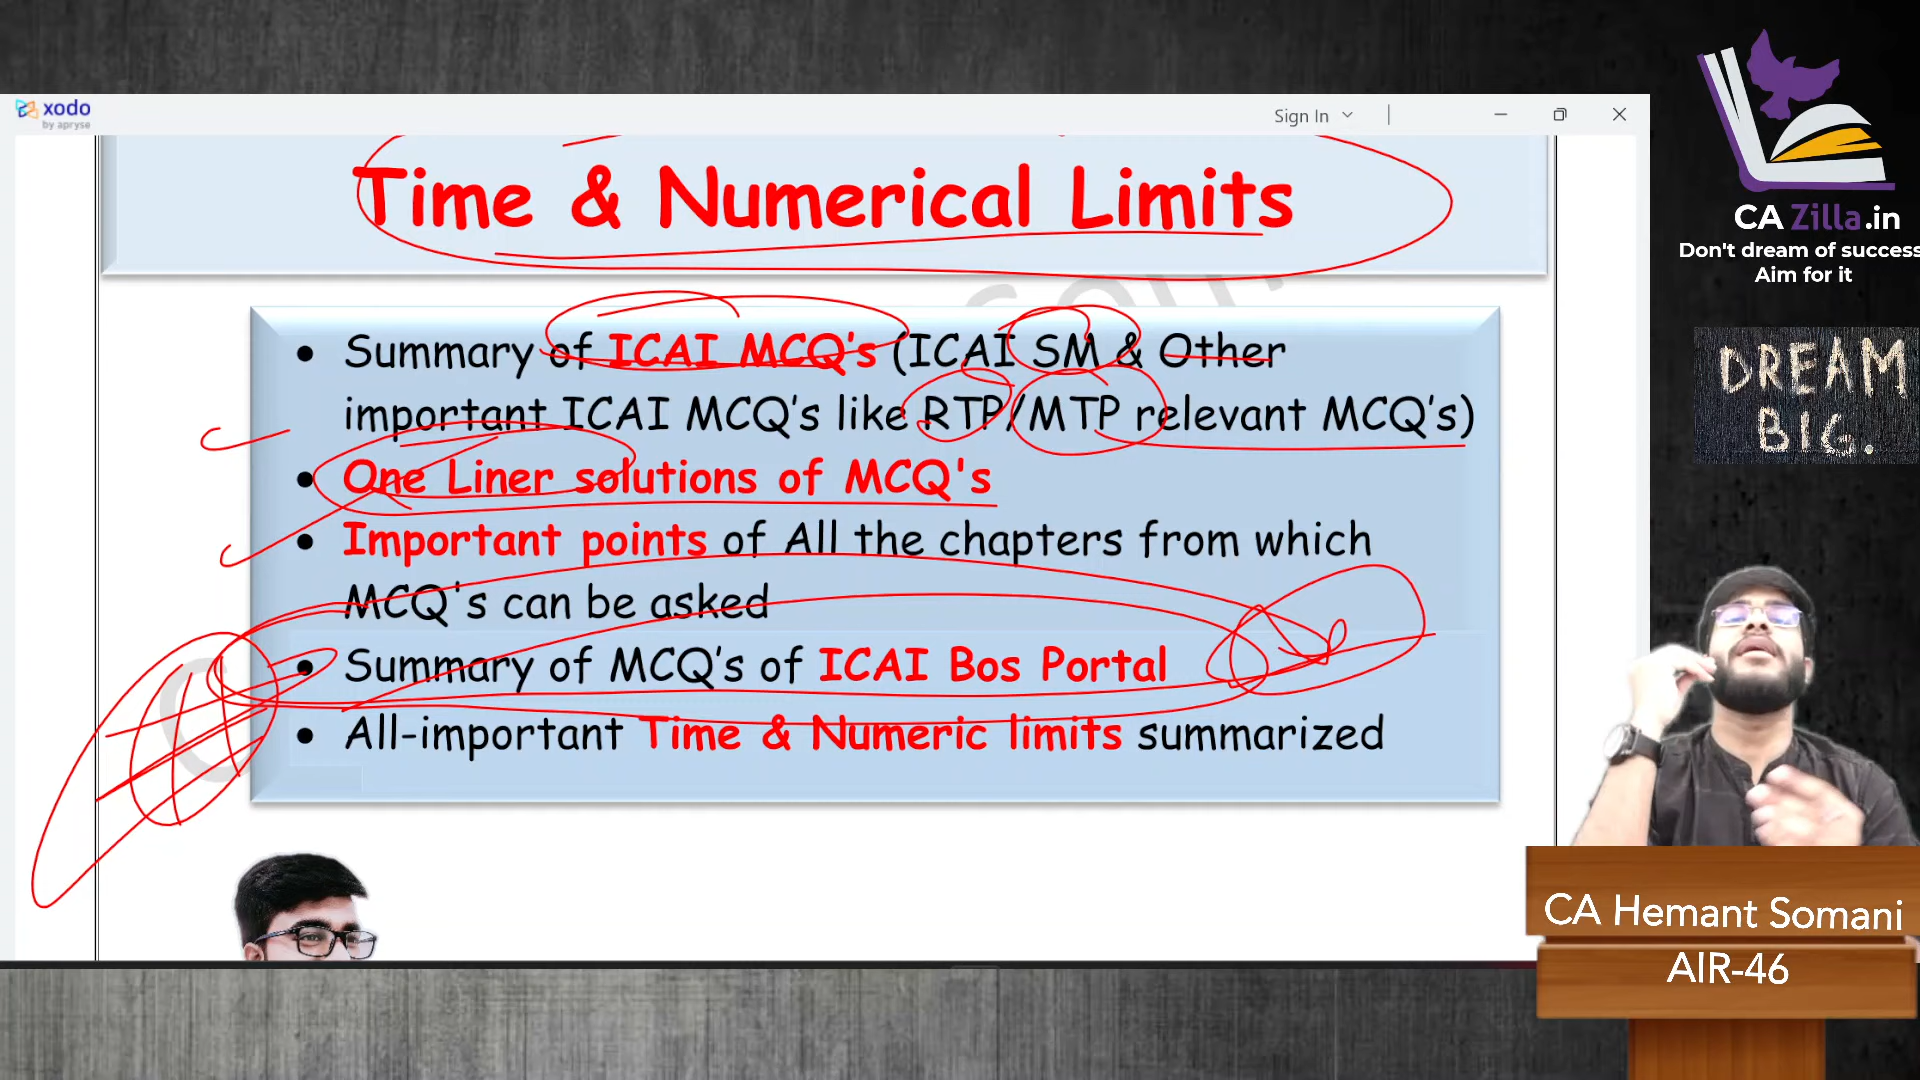 xodo
by apryse
Sign In
Time & Numerical Limits
• Summary of ICAI MCQ's (ICAI SM & Other
important ICAI MCQ's like RTP/MTP relevant MCQ's)
• One Liner solutions of MCQ's
• Important points of All the chapters from which
MCQ's can be asked
• Summary of MCQ's of ICAI Bos Portal
• All-important Time & Numeric limits summarized
CA Zilla.in
Don't dream of success
Aim for it
DREAM
BIG.
CA Hemant Somani
AIR-46